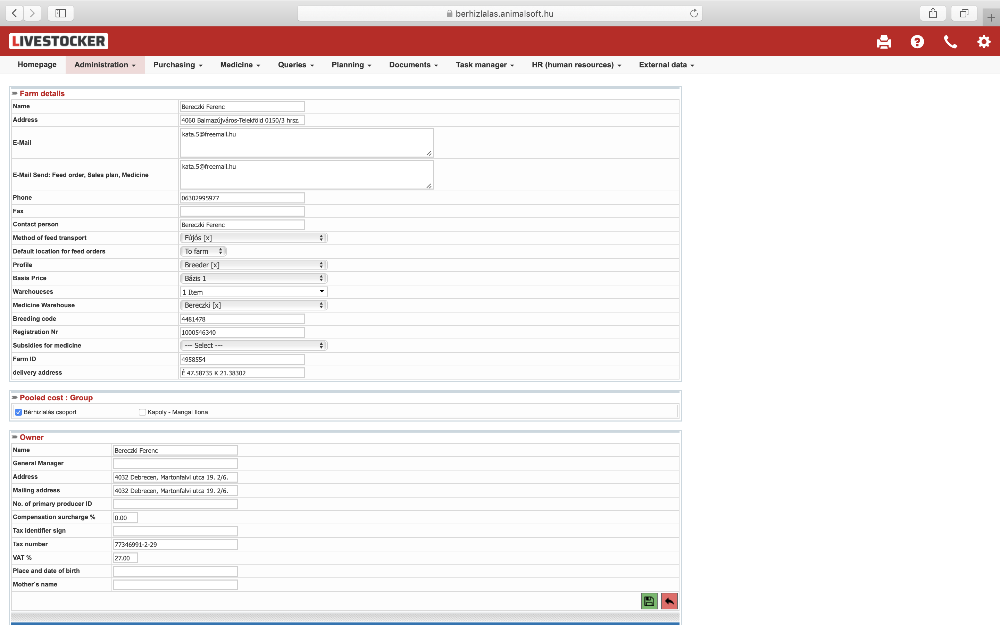 berhizlalas.animalsoft.hu
LIVESTOCKER
Homepage Administration Purchasing Medicine Queries Planning Documents Task manager HR (human resources) External data
Farm details
Name Bereczki Ferenc
Address 4060 Balmazújváros-Telekföld 0150/3 hrsz.
E-Mail kata.5@freemail.hu
E-Mail Send: Feed order, Sales plan, Medicine kata.5@freemail.hu
Phone 06302995977
Fax
Contact person Bereczki Ferenc
Method of feed transport Fújós [x]
Default location for feed orders To farm
Profile Breeder [x]
Basis Price Bázis 1
Warehoueses 1 Item
Medicine Warehouse Bereczki [x]
Breeding code 4481478
Registration Nr 1000546340
Subsidies for medicine --- Select ---
Farm ID 4958554
delivery address É 47.58735 K 21.38302
Pooled cost : Group
Bérhizlalás csoport Kapoly - Mangal Ilona
Owner
Name Bereczki Ferenc
General Manager
Address 4032 Debrecen, Martonfalvi utca 19. 2/6.
Mailing address 4032 Debrecen, Martonfalvi utca 19. 2/6.
No. of primary producer ID
Compensation surcharge % 0.00
Tax identifier sign
Tax number 77346991-2-29
VAT % 27.00
Place and date of birth
Mother`s name